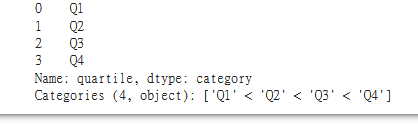 0    Q1
1    Q2
2    Q3
3    Q4
Name: quartile, dtype: category
Categories (4, object): ['Q1' < 'Q2' < 'Q3' < 'Q4']